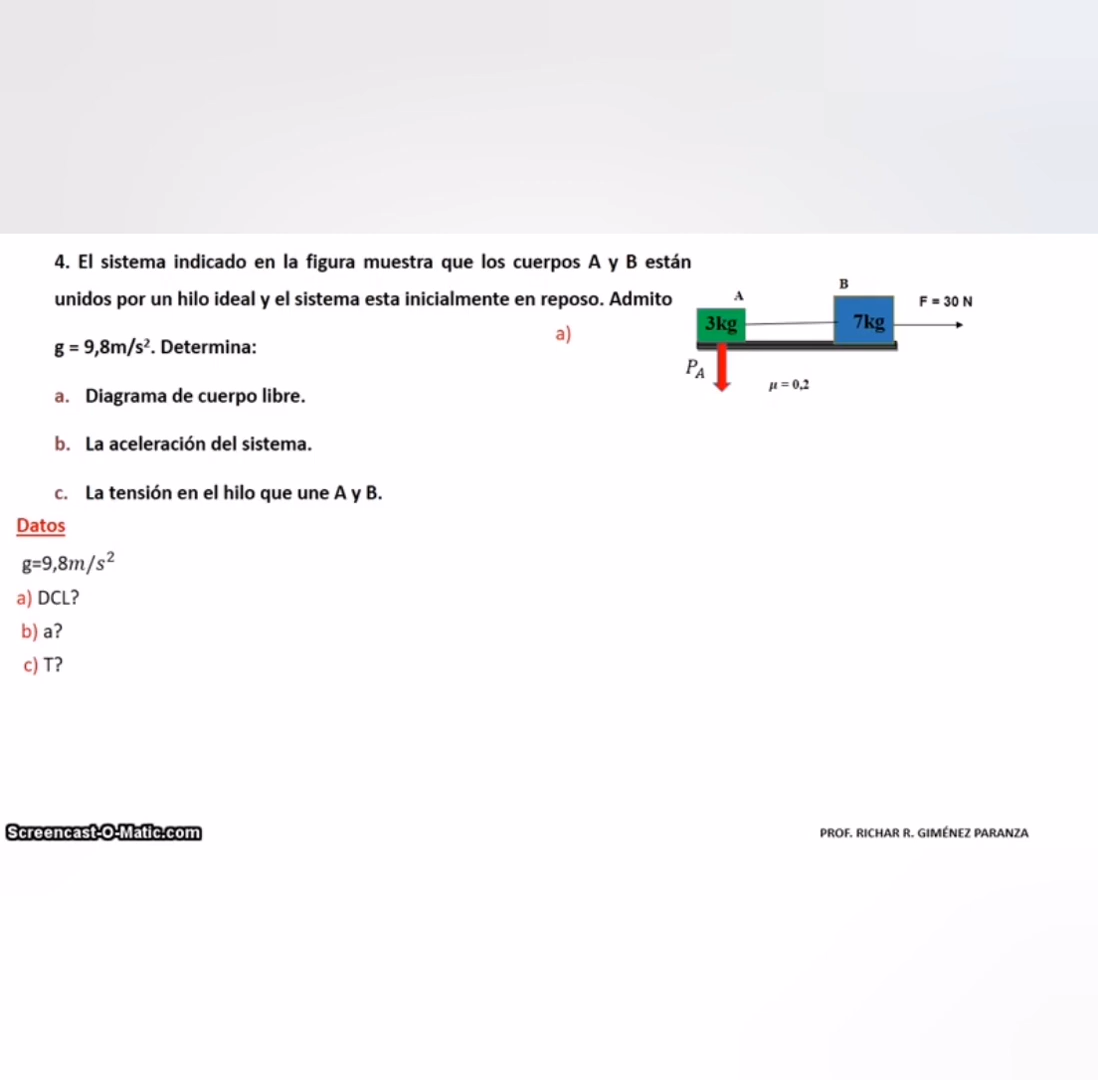 4. El sistema indicado en la figura muestra que los cuerpos A y B están
unidos por un hilo ideal y el sistema esta inicialmente en reposo. Admito
g = 9,8m/s². Determina:
a. Diagrama de cuerpo libre.
b. La aceleración del sistema.
c. La tensión en el hilo que une A y B.
a)
A
B
F = 30 N
3kg
7kg
P_A
μ = 0,2
Datos
g=9,8m/s²
a) DCL?
b) a?
c) T?
Screencast-O-Matic.com
PROF. RICHAR R. GIMÉNEZ PARANZA